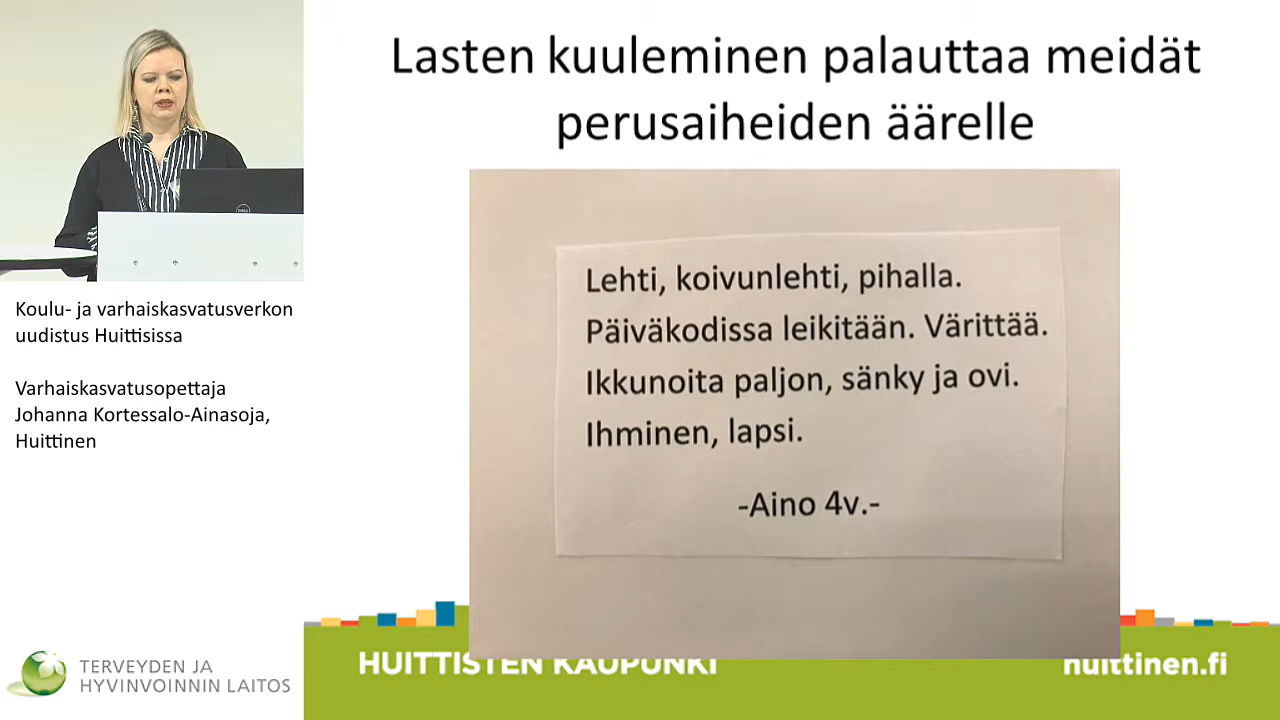 Lasten kuuleminen palauttaa meidät
perusaiheiden äärelle
Lehti, koivunlehti, pihalla.
Päiväkodissa leikitään. Värittää.
Ikkunoita paljon, sänky ja ovi.
Ihminen, lapsi.
-Aino 4v.-
Koulu- ja varhaiskasvatusverkon
uudistus Huittisissa
Varhaiskasvatusopettaja
Johanna Kortessalo-Ainasoja,
Huittinen
TERVEYDEN JA
HYVINVOINNIN LAITOS
HUITTISTEN KAUPUNKI
huittinen.fi
DELL